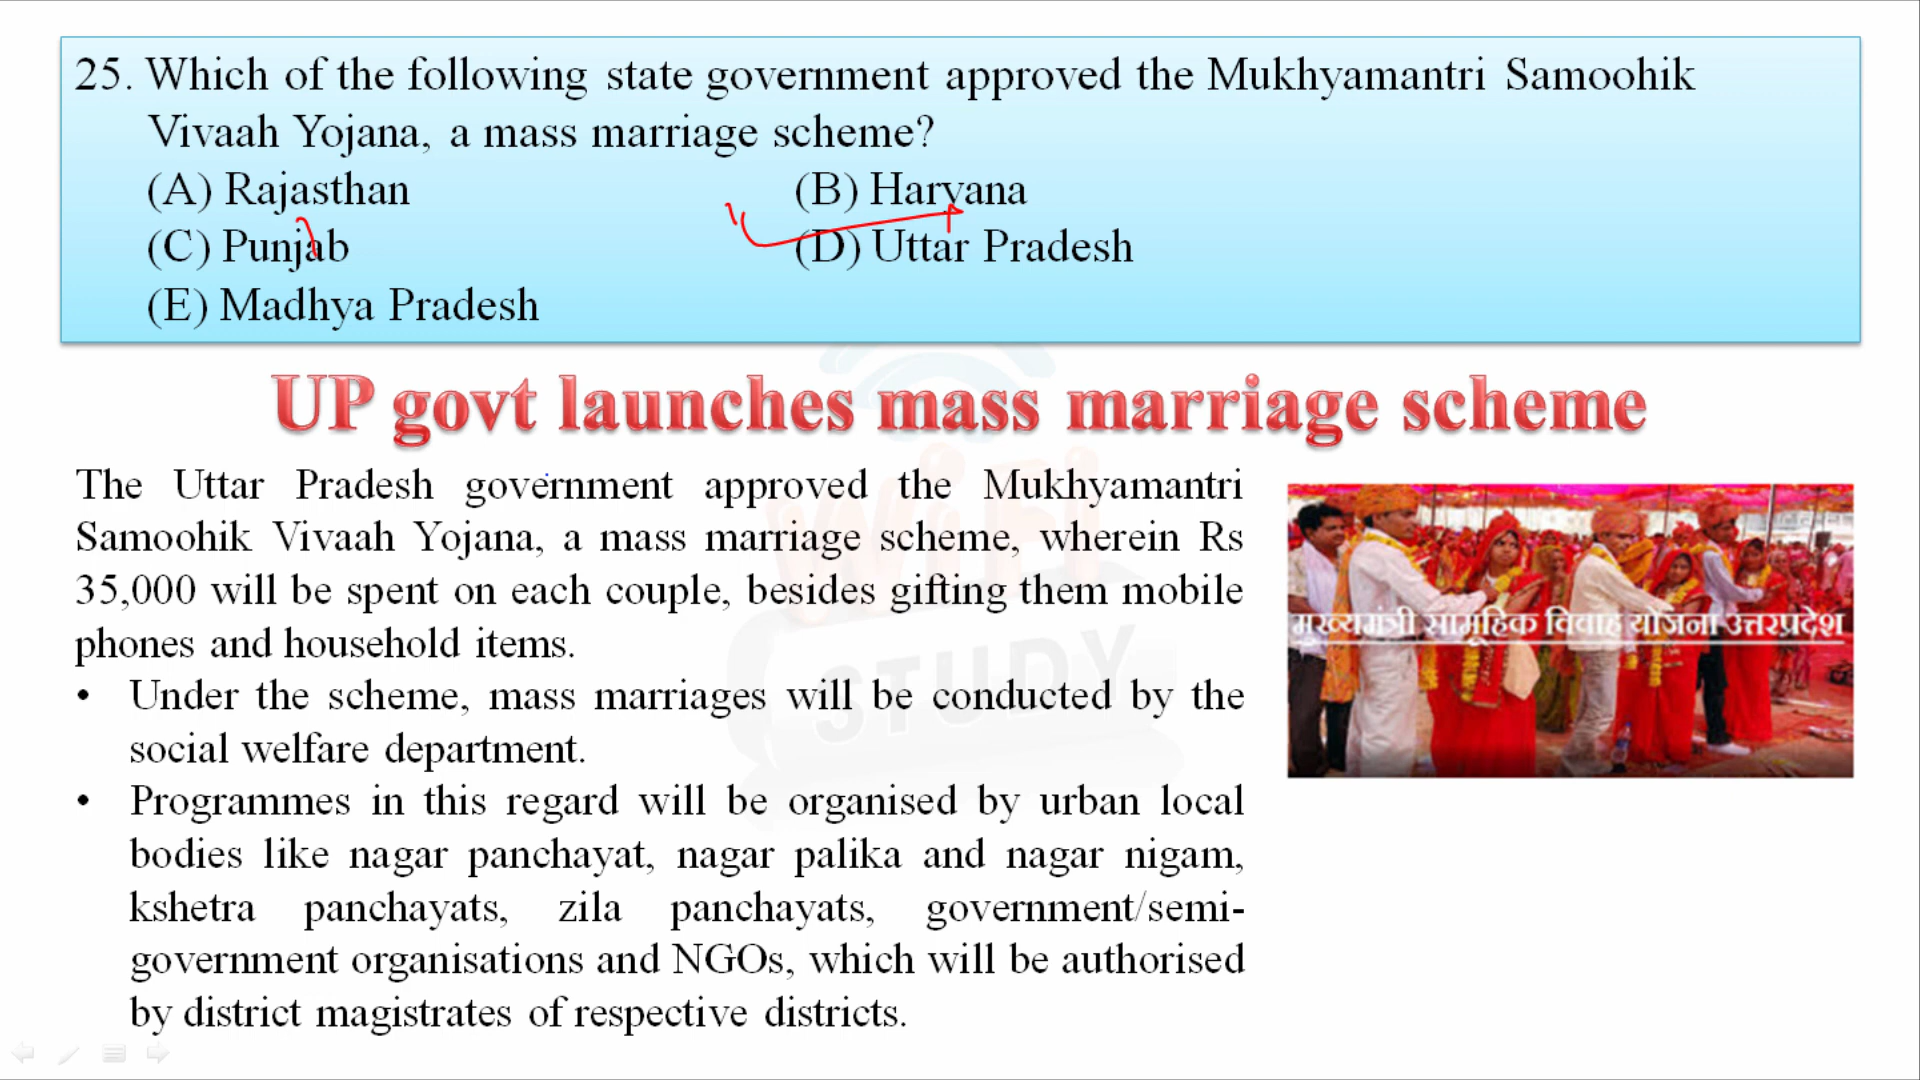 25. Which of the following state government approved the Mukhyamantri Samoohik
Vivaah Yojana, a mass marriage scheme?
(A) Rajasthan (B) Haryana
(C) Punjab (D) Uttar Pradesh
(E) Madhya Pradesh
UP govt launches mass marriage scheme
The Uttar Pradesh government approved the Mukhyamantri
Samoohik Vivaah Yojana, a mass marriage scheme, wherein Rs
35,000 will be spent on each couple, besides gifting them mobile
phones and household items.
• Under the scheme, mass marriages will be conducted by the
social welfare department.
• Programmes in this regard will be organised by urban local
bodies like nagar panchayat, nagar palika and nagar nigam,
kshetra panchayats, zila panchayats, government/semi-
government organisations and NGOs, which will be authorised
by district magistrates of respective districts.
मुख्यमंत्री सामूहिक विवाह योजना उत्तरप्रदेश
WiFi
STUDY